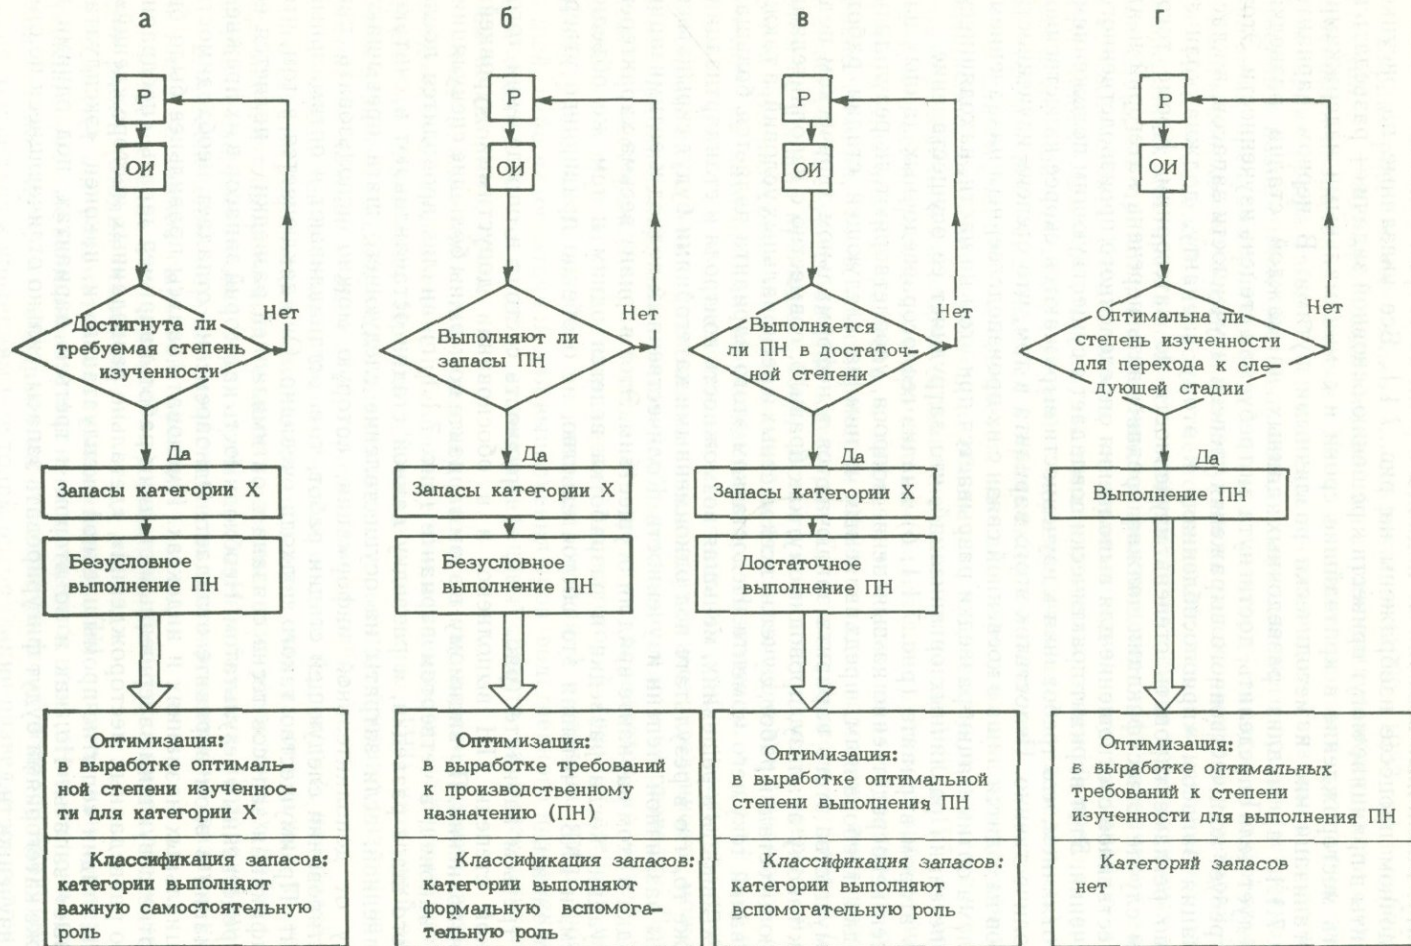 а
Р
ОИ
Нет
Достигнута ли
требуемая степень
изученности
Да
Запасы категории X
Безусловное
выполнение ПН
Оптимизация:
в выработке оптималь-
ной степени изученно-
ти для категории X
Классификация запасов:
категории выполняют
важную самостоятельную
роль
б
Р
ОИ
Нет
Выполняют ли
запасы ПН
Да
Запасы категории X
Безусловное
выполнение ПН
Оптимизация:
в выработке требований
к производственному
назначению (ПН)
Классификация запасов:
категории выполняют
формальную вспомога-
тельную роль
в
Р
ОИ
Нет
Выполняется
ли ПН в достаточ-
ной степени
Да
Запасы категории X
Достаточное
выполнение ПН
Оптимизация:
в выработке оптимальной
степени выполнения ПН
Классификация запасов:
категории выполняют
вспомогательную роль
г
Р
ОИ
Нет
Оптимальна ли
степень изученности
для перехода к сле-
дующей стадии
Да
Выполнение ПН
Оптимизация:
в выработке оптимальных
требований к степени
изученности для выполнения ПН
Категорий запасов
нет